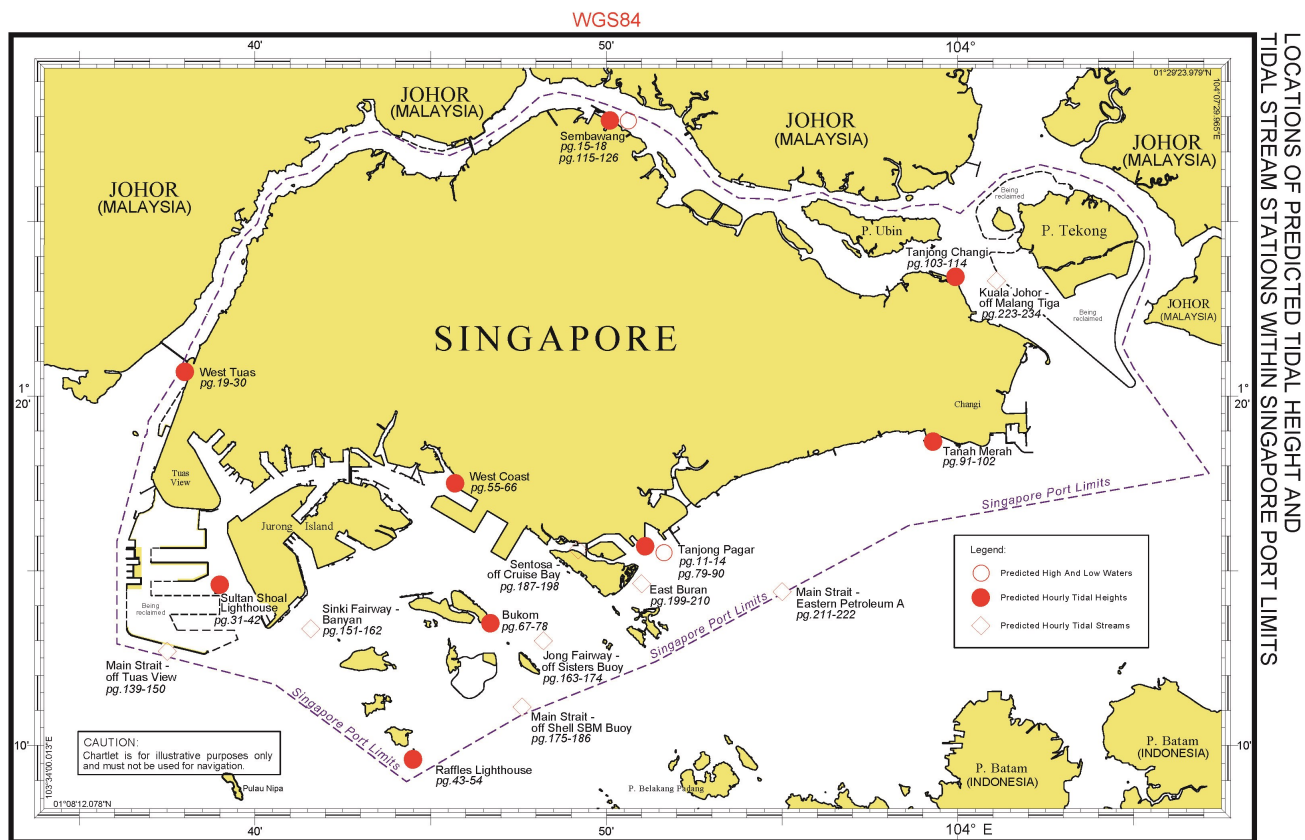 WGS84
LOCATIONS OF PREDICTED TIDAL HEIGHT AND
TIDAL STREAM STATIONS WITHIN SINGAPORE PORT LIMITS
40'
50'
104°
01°29'23.979"N
104°07'29.965"E
JOHOR
(MALAYSIA)
JOHOR
(MALAYSIA)
JOHOR
(MALAYSIA)
JOHOR
(MALAYSIA)
Sembawang
pg.15-18
pg.115-126
Being
reclaimed
P. Ubin
P. Tekong
Tanjong Changi
pg.103-114
Kuala Johor -
off Malang Tiga
pg.223-234
Being
reclaimed
JOHOR
(MALAYSIA)
SINGAPORE
West Tuas
pg.19-30
1°
20'
1°
20'
Changi
Tanah Merah
pg.91-102
Tuas
View
West Coast
pg.55-66
Singapore Port Limits
Jurong Island
Tanjong Pagar
pg.11-14
pg.79-90
Sentosa -
off Cruise Bay
pg.187-198
East Buran
pg.199-210
Main Strait -
Eastern Petroleum A
pg.211-222
Legend:
Predicted High And Low Waters
Predicted Hourly Tidal Heights
Predicted Hourly Tidal Streams
Being
reclaimed
Sultan Shoal
Lighthouse
pg.31-42
Sinki Fairway -
Banyan
pg.151-162
Bukom
pg.67-78
Singapore Port Limits
Jong Fairway -
off Sisters Buoy
pg.163-174
Main Strait -
off Tuas View
pg.139-150
Singapore Port Limits
Main Strait -
off Shell SBM Buoy
pg.175-186
10'
10'
CAUTION:
Chartlet is for illustrative purposes only
and must not be used for navigation.
Raffles Lighthouse
pg.43-54
P. Batam
(INDONESIA)
P. Batam
(INDONESIA)
Pulau Nipa
P. Belakang Padang
103°34'00.013"E
01°08'12.078"N
40'
50'
104° E